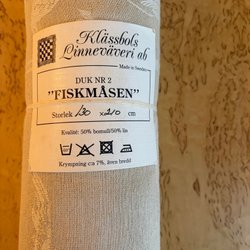 Klässbols
Linneväveri ab
Made in Sweden
DUK NR 2
”FISKMÅSEN”
Storlek 130 x 210 cm
Kvalité: 50% bomull/50% lin
Krympning c:a 7%, även bredd